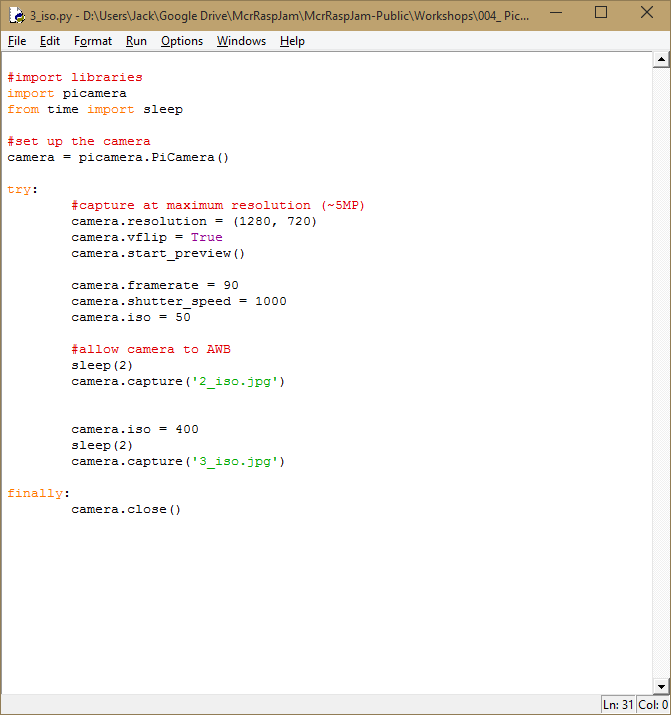 3_iso.py - D:\Users\Jack\Google Drive\McrRaspJam\McrRaspJam-Public\Workshops\004_ Pic...
File Edit Format Run Options Windows Help
#import libraries
import picamera
from time import sleep
#set up the camera
camera = picamera.PiCamera()
try:
        #capture at maximum resolution (~5MP)
        camera.resolution = (1280, 720)
        camera.vflip = True
        camera.start_preview()
        camera.framerate = 90
        camera.shutter_speed = 1000
        camera.iso = 50
        #allow camera to AWB
        sleep(2)
        camera.capture('2_iso.jpg')
        camera.iso = 400
        sleep(2)
        camera.capture('3_iso.jpg')
finally:
        camera.close()
Ln: 31 Col: 0